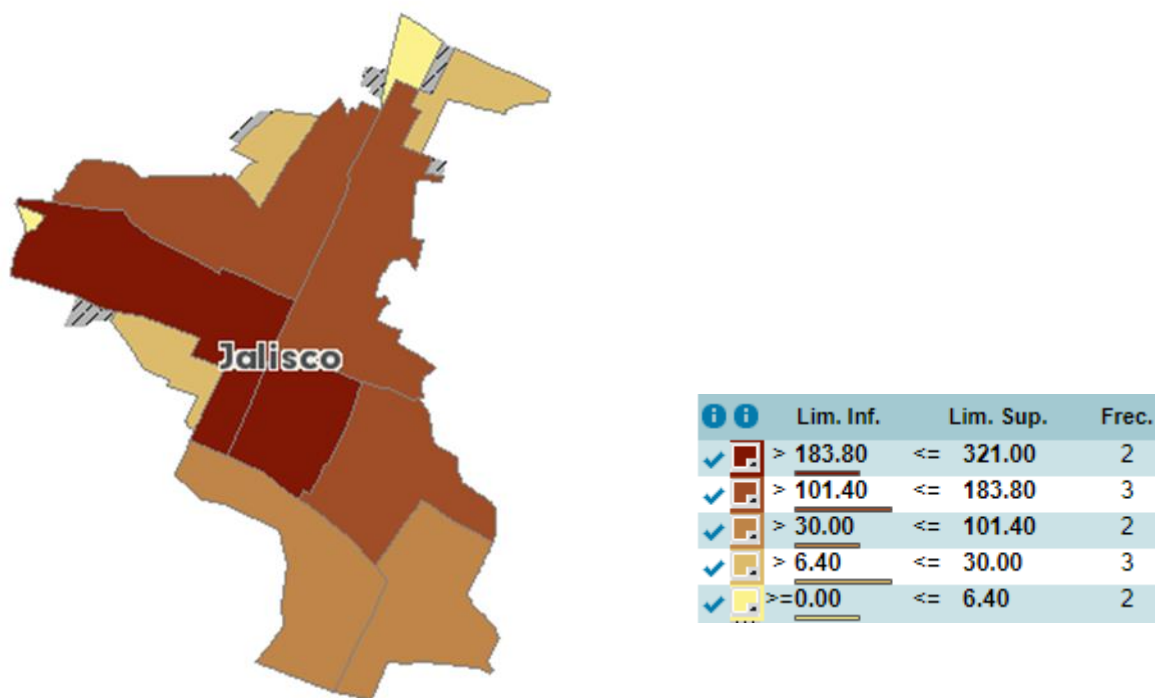 Jalisco
Lim. Inf. Lim. Sup. Frec.
> 183.80 <= 321.00 2
> 101.40 <= 183.80 3
> 30.00 <= 101.40 2
> 6.40 <= 30.00 3
>=0.00 <= 6.40 2